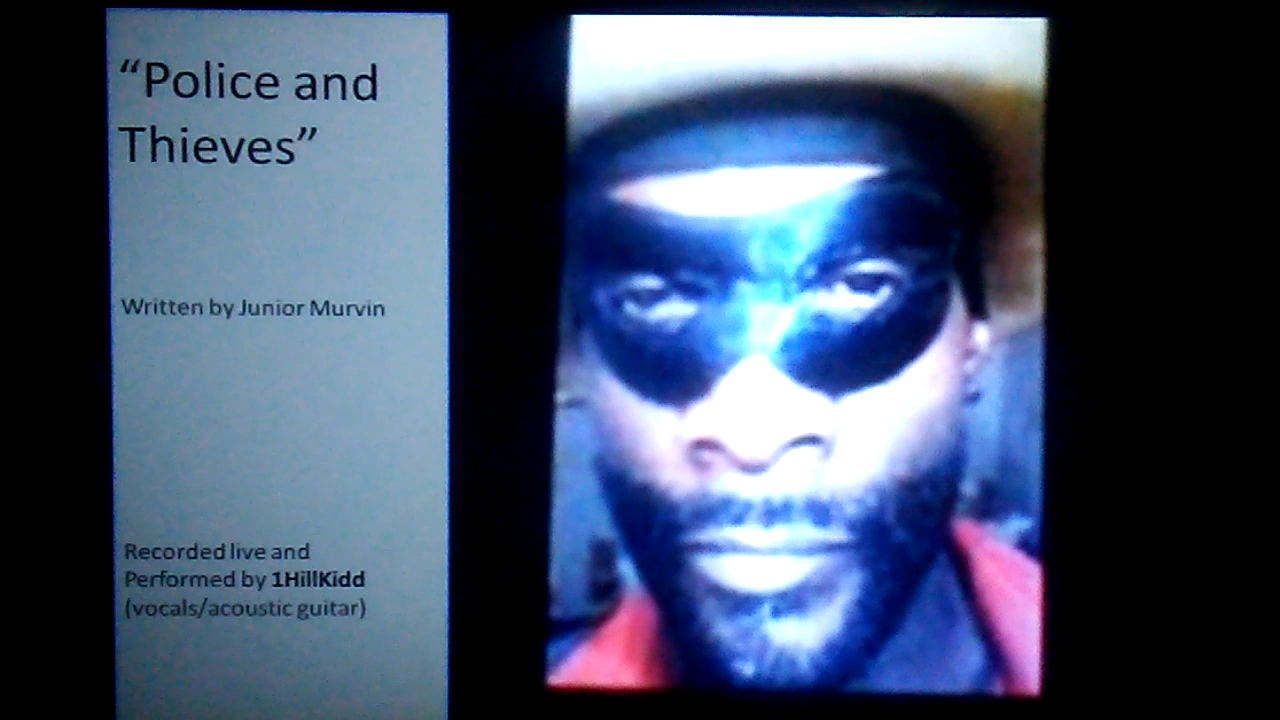 “Police and
Thieves”
Written by Junior Murvin
Recorded live and
Performed by 1HillKidd
(vocals/acoustic guitar)